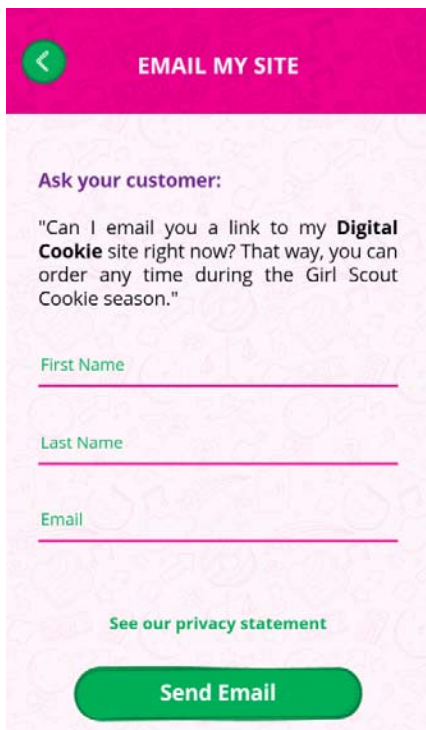 EMAIL MY SITE
Ask your customer:
"Can I email you a link to my Digital
Cookie site right now? That way, you can
order any time during the Girl Scout
Cookie season."
First Name
Last Name
Email
See our privacy statement
Send Email